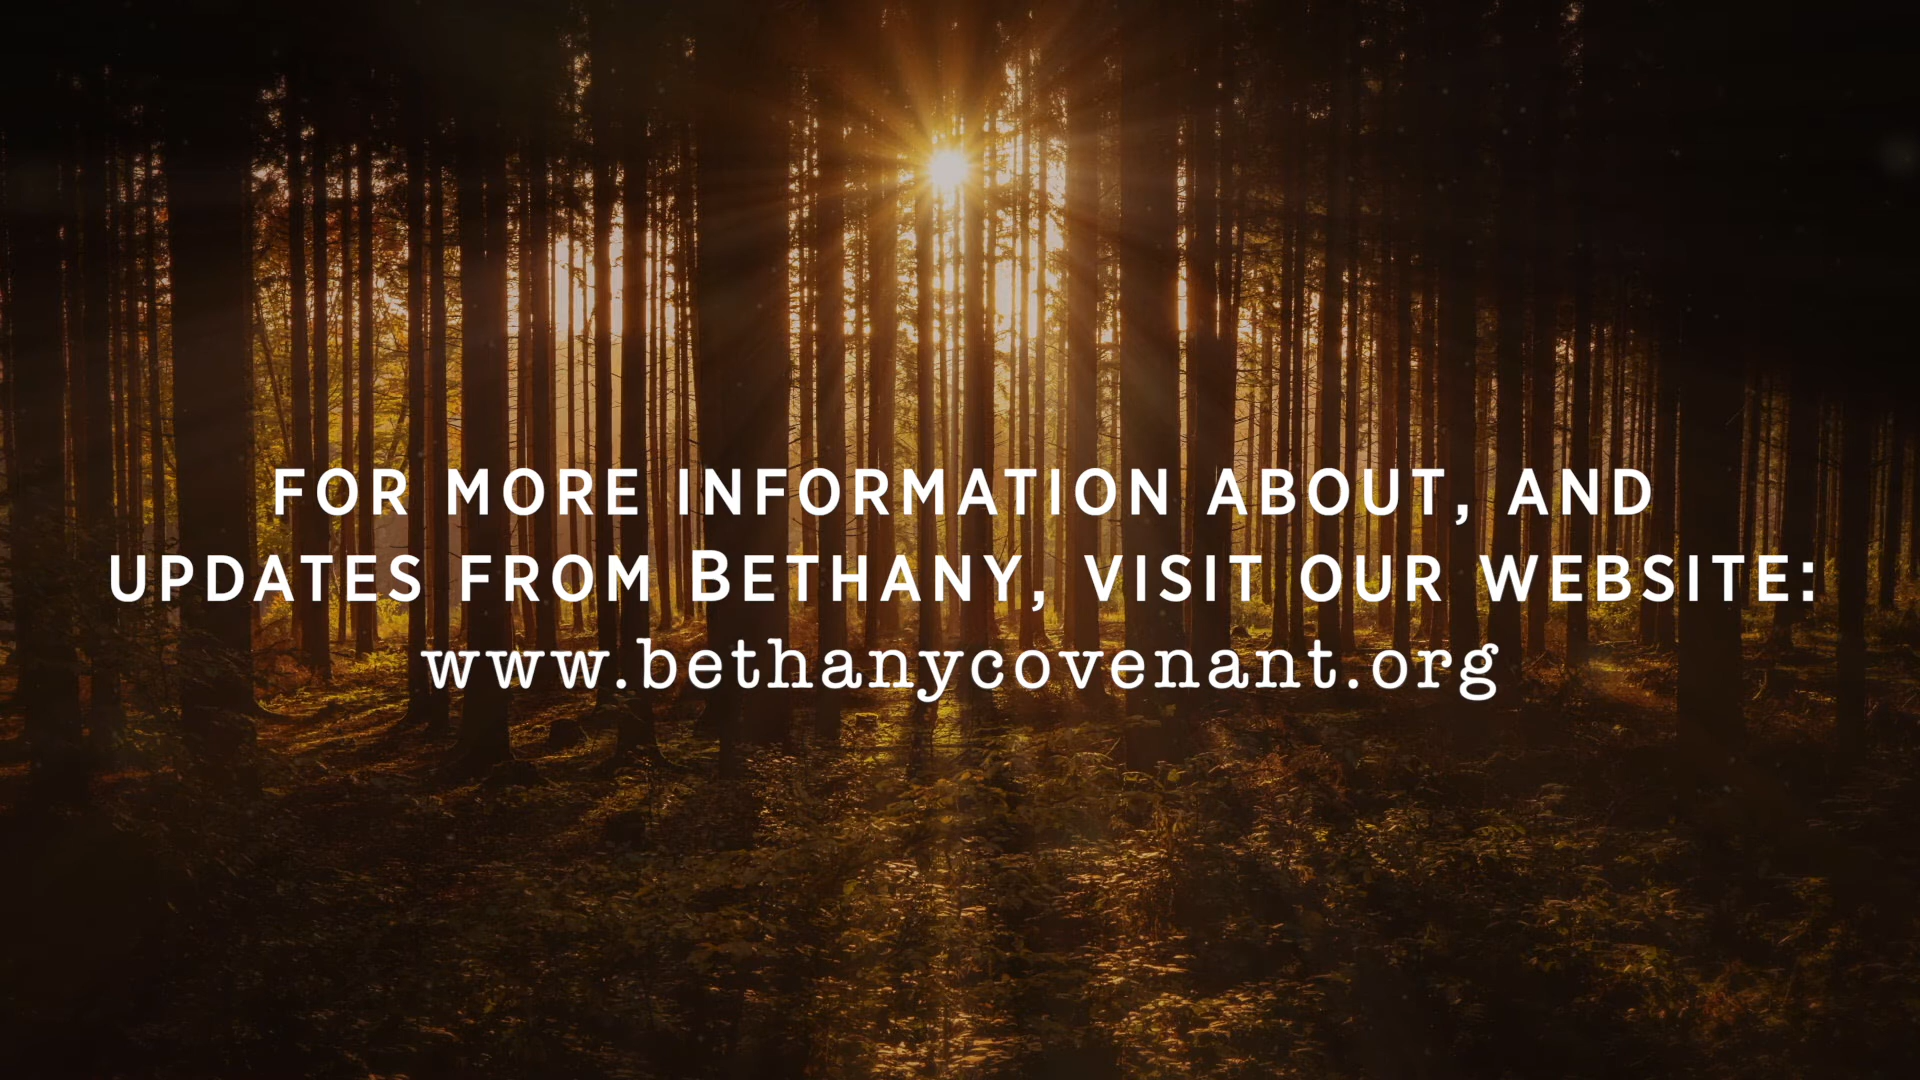 FOR MORE INFORMATION ABOUT, AND
UPDATES FROM BETHANY, VISIT OUR WEBSITE:
www.bethanycovenant.org